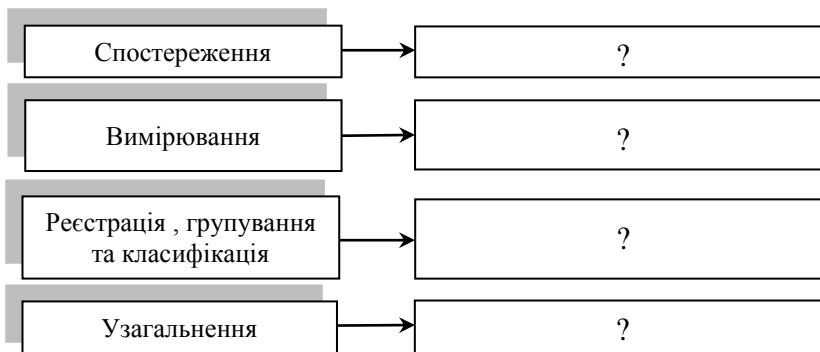 Спостереження
?
Вимірювання
?
Реєстрація , групування
та класифікація
?
Узагальнення
?